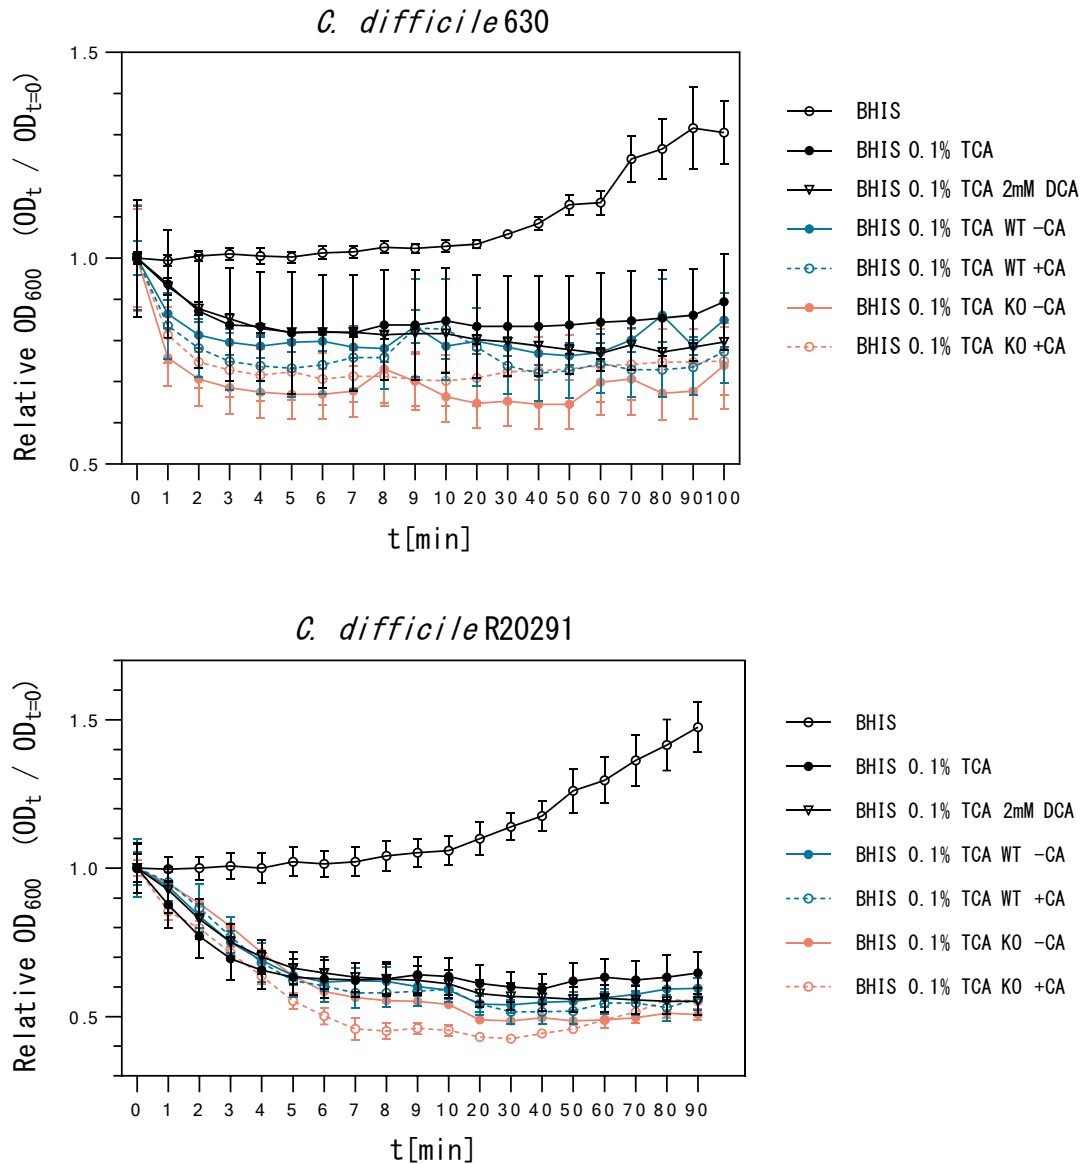 C. difficile 630
Relative OD600 (ODt / ODt=0)
1.5
1.0
0.5
0 1 2 3 4 5 6 7 8 9 10 20 30 40 50 60 70 80 90 100
t[min]
BHIS
BHIS 0.1% TCA
BHIS 0.1% TCA 2mM DCA
BHIS 0.1% TCA WT -CA
BHIS 0.1% TCA WT +CA
BHIS 0.1% TCA KO -CA
BHIS 0.1% TCA KO +CA
C. difficile R20291
Relative OD600 (ODt / ODt=0)
1.5
1.0
0.5
0 1 2 3 4 5 6 7 8 9 10 20 30 40 50 60 70 80 90
t[min]
BHIS
BHIS 0.1% TCA
BHIS 0.1% TCA 2mM DCA
BHIS 0.1% TCA WT -CA
BHIS 0.1% TCA WT +CA
BHIS 0.1% TCA KO -CA
BHIS 0.1% TCA KO +CA